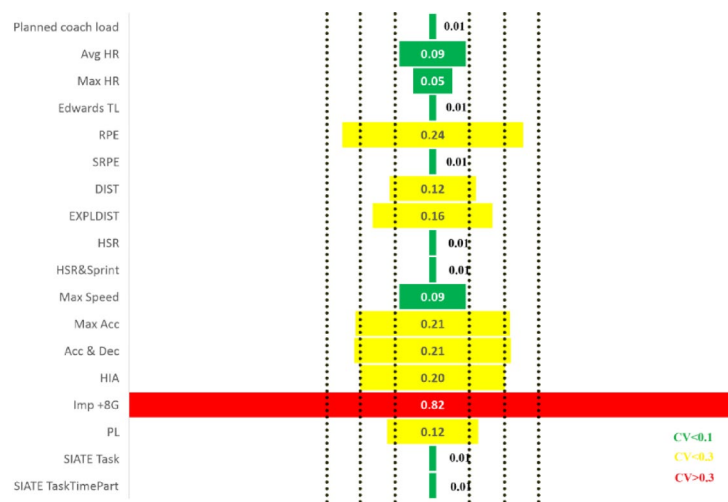 Planned coach load 0.01
Avg HR 0.09
Max HR 0.05
Edwards TL 0.01
RPE 0.24
SRPE 0.01
DIST 0.12
EXPLDIST 0.16
HSR 0.01
HSR&Sprint 0.01
Max Speed 0.09
Max Acc 0.21
Acc & Dec 0.21
HIA 0.20
Imp +8G 0.82
PL 0.12
CV<0.1
SIATE Task 0.01
CV<0.3
CV>0.3
SIATE TaskTimePart 0.01